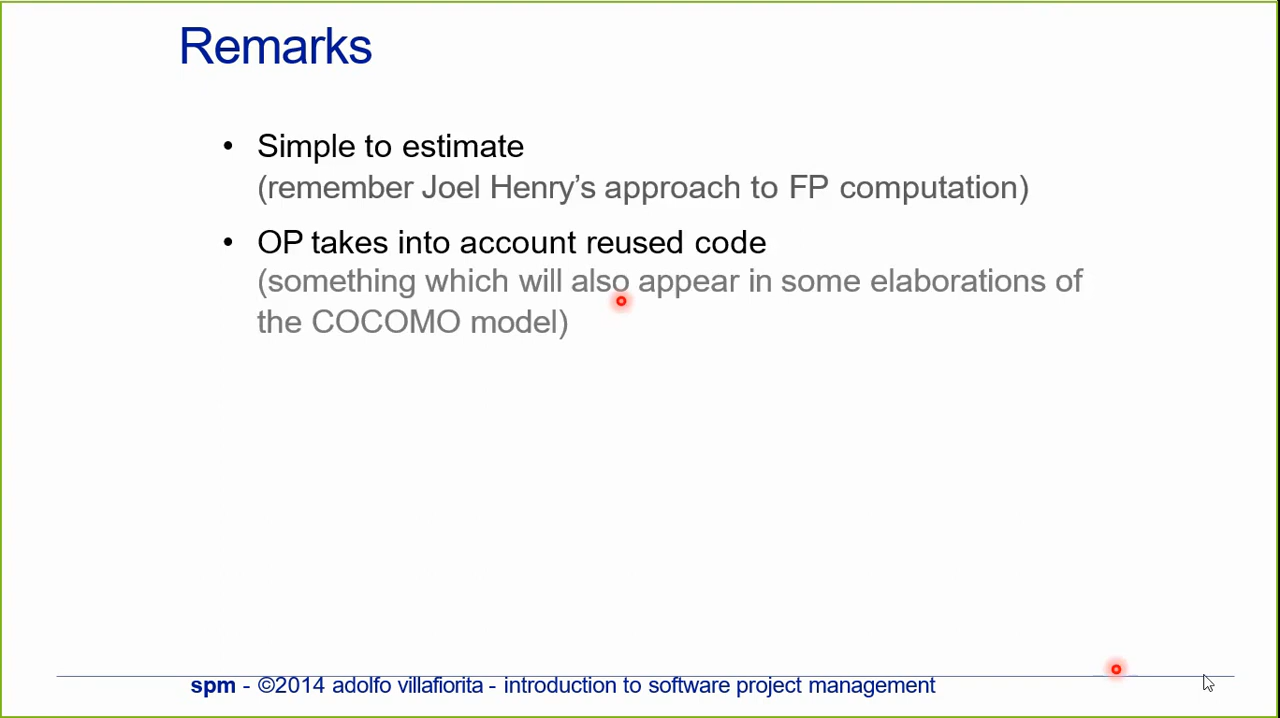 Remarks
• Simple to estimate
(remember Joel Henry’s approach to FP computation)
• OP takes into account reused code
(something which will also appear in some elaborations of
the COCOMO model)
spm - ©2014 adolfo villafiorita - introduction to software project management